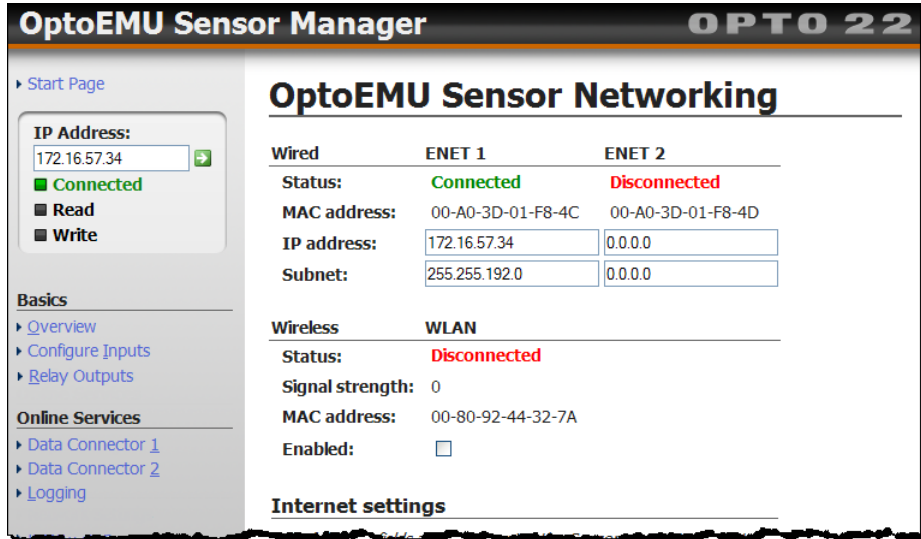 OptoEMU Sensor Manager
OPTO 22
Start Page
IP Address:
172.16.57.34
Connected
Read
Write
Basics
Overview
Configure Inputs
Relay Outputs
Online Services
Data Connector 1
Data Connector 2
Logging
OptoEMU Sensor Networking
Wired ENET 1 ENET 2
Status: Connected Disconnected
MAC address: 00-A0-3D-01-F8-4C 00-A0-3D-01-F8-4D
IP address: 172.16.57.34 0.0.0.0
Subnet: 255.255.192.0 0.0.0.0
Wireless WLAN
Status: Disconnected
Signal strength: 0
MAC address: 00-80-92-44-32-7A
Enabled:
Internet settings